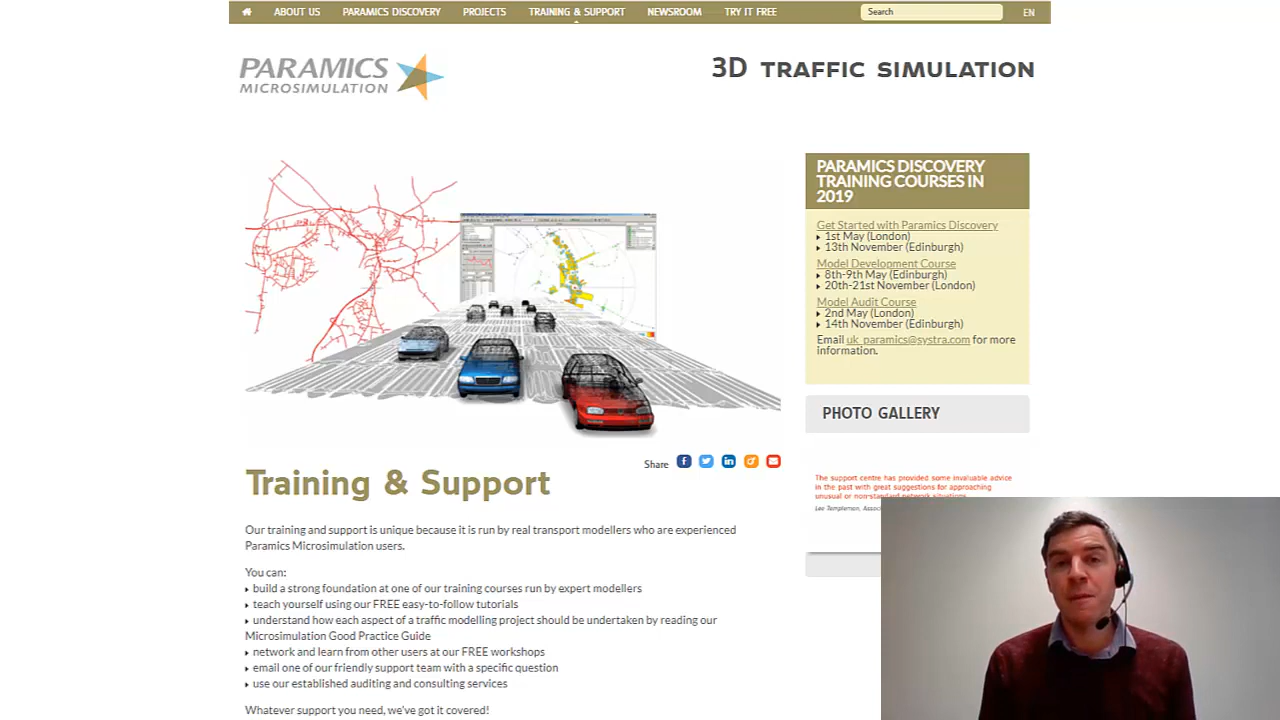 ABOUT US PARAMICS DISCOVERY PROJECTS TRAINING & SUPPORT NEWSROOM TRY IT FREE Search EN
PARAMICS
MICROSIMULATION
3D TRAFFIC SIMULATION
PARAMICS DISCOVERY
TRAINING COURSES IN
2019
Get Started with Paramics Discovery
1st May (London)
13th November (Edinburgh)
Model Development Course
8th-9th May (Edinburgh)
20th-21st November (London)
Model Audit Course
2nd May (London)
14th November (Edinburgh)
Email uk_paramics@systra.com for more
information.
PHOTO GALLERY
The support centre has provided some invaluable advice
in the past with great suggestions for approaching
unusual or non-standard network situations.
Lee Templeman,
Share
Training & Support
Our training and support is unique because it is run by real transport modellers who are experienced
Paramics Microsimulation users.
You can:
build a strong foundation at one of our training courses run by expert modellers
teach yourself using our FREE easy-to-follow tutorials
understand how each aspect of a traffic modelling project should be undertaken by reading our
Microsimulation Good Practice Guide
network and learn from other users at our FREE workshops
email one of our friendly support team with a specific question
use our established auditing and consulting services
Whatever support you need, we've got it covered!